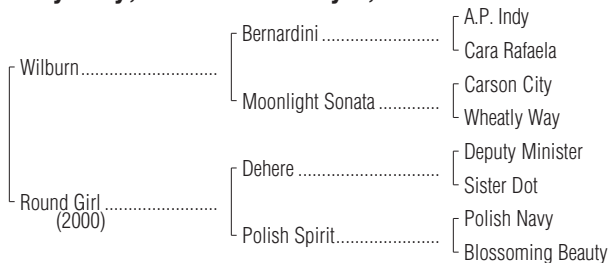 A.P. Indy
Bernardini
Cara Rafaela
Wilburn
Carson City
Moonlight Sonata
Wheatly Way
Deputy Minister
Dehere
Sister Dot
Round Girl
(2000)
Polish Navy
Polish Spirit
Blossoming Beauty